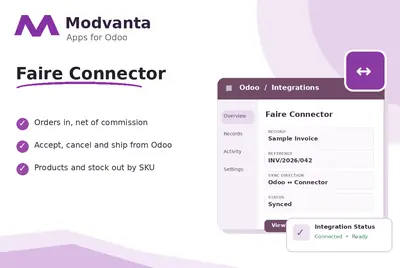 Modvanta
Apps for Odoo
Faire Connector
Orders in, net of commission
Accept, cancel and ship from Odoo
Products and stock out by SKU
Odoo / Integrations
Overview
Records
Activity
Settings
Faire Connector
RECORD
Sample Invoice
REFERENCE
INV/2026/042
SYNC DIRECTION
Odoo ↔ Connector
STATUS
Synced
View
Integration Status
Connected • Ready